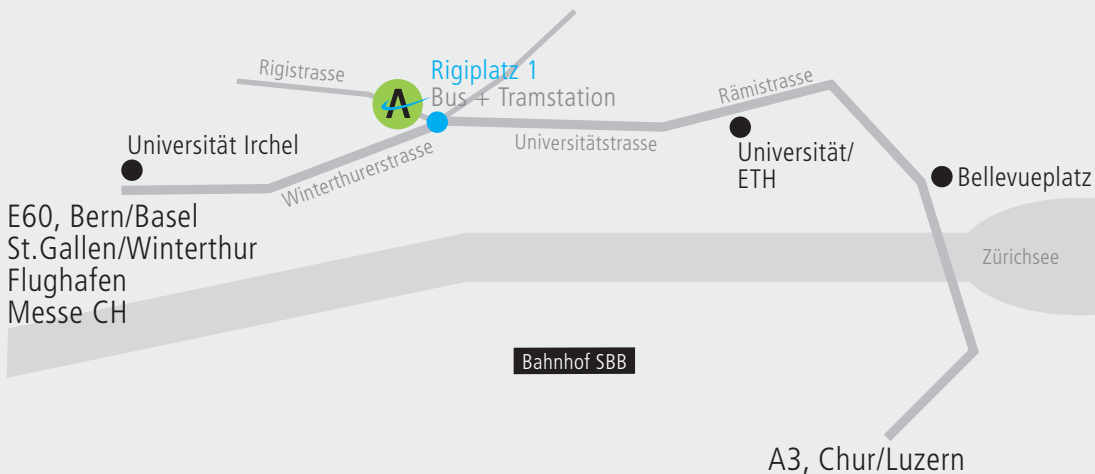 Rigistrasse
Rigiplatz 1
A
Bus + Tramstation
Rämistrasse
Universität Irchel
Winterthurerstrasse
Universitätstrasse
Universität/
ETH
Bellevueplatz
E60, Bern/Basel
St.Gallen/Winterthur
Flughafen
Messe CH
Zürichsee
Bahnhof SBB
A3, Chur/Luzern